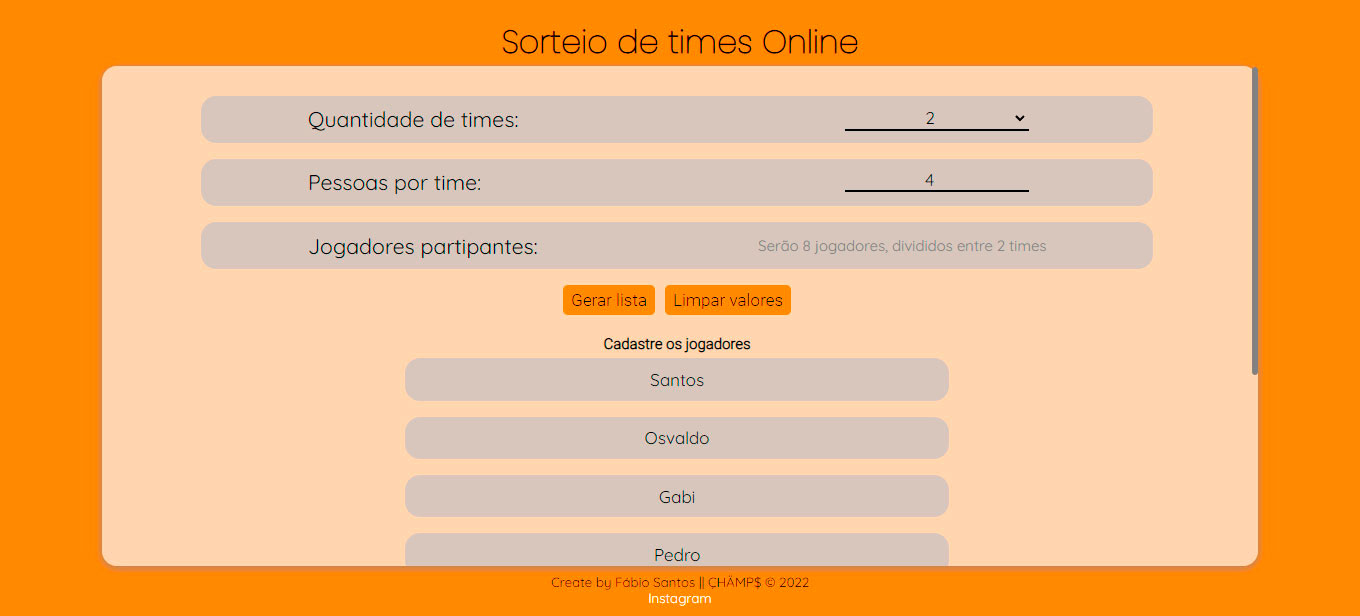 Sorteio de times Online
Quantidade de times: 2
Pessoas por time: 4
Jogadores partipantes: Serão 8 jogadores, divididos entre 2 times
Gerar lista Limpar valores
Cadastre os jogadores
Santos
Osvaldo
Gabi
Pedro
Create by Fábio Santos || ÇHÂMP$ © 2022
Instagram